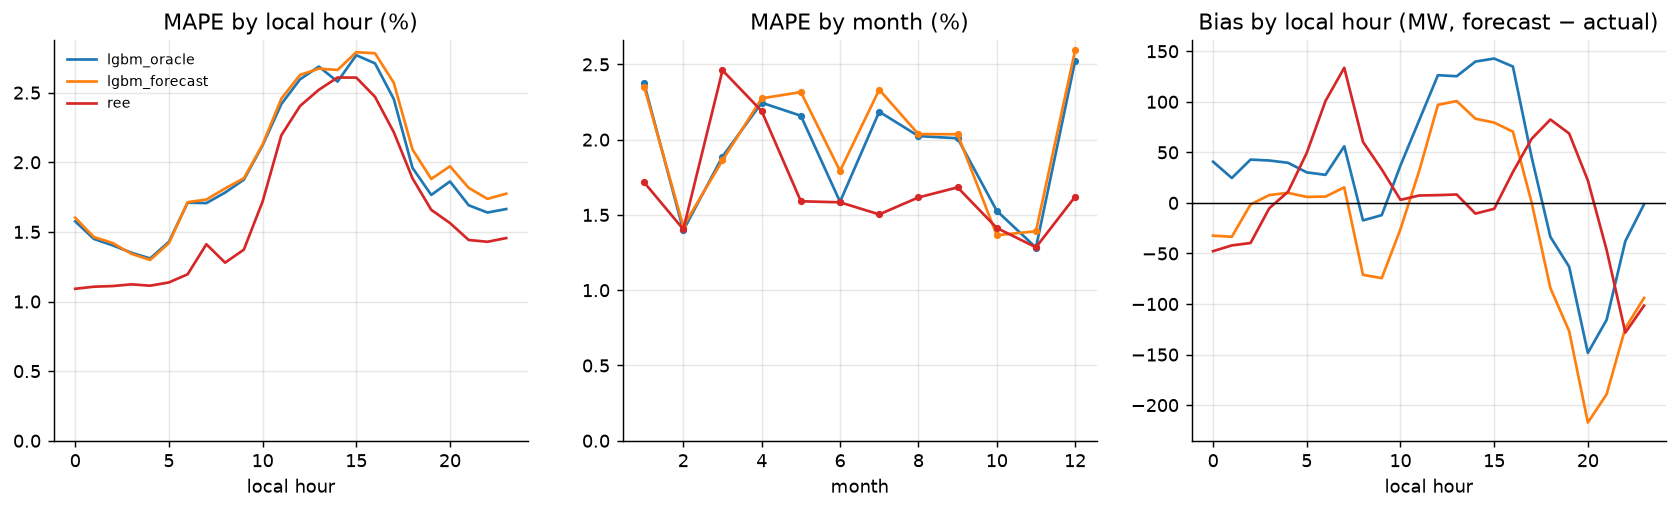 MAPE by local hour (%)
lgbm_oracle
lgbm_forecast
ree
2.5
2.0
1.5
1.0
0.5
0.0
0 5 10 15 20
local hour
MAPE by month (%)
2.5
2.0
1.5
1.0
0.5
0.0
2 4 6 8 10 12
month
Bias by local hour (MW, forecast − actual)
150
100
50
0
−50
−100
−150
−200
0 5 10 15 20
local hour